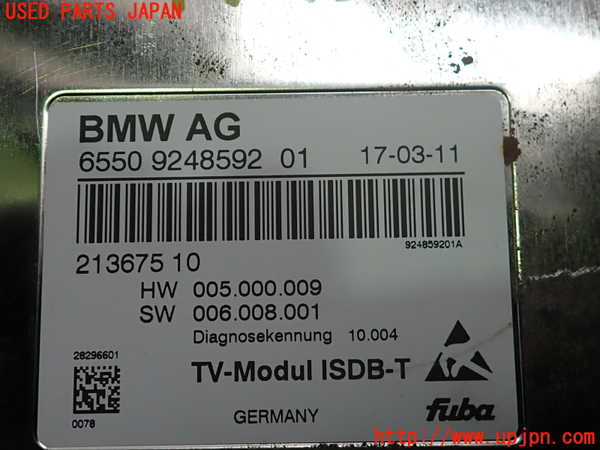 USED PARTS JAPAN
BMW AG
6550 9248592 01 17-03-11
924859201A
213675 10
HW 005.000.009
SW 006.008.001
Diagnosekennung 10.004
28296601
TV-Modul ISDB-T
0078
GERMANY
fuba
http://www.upjpn.com/